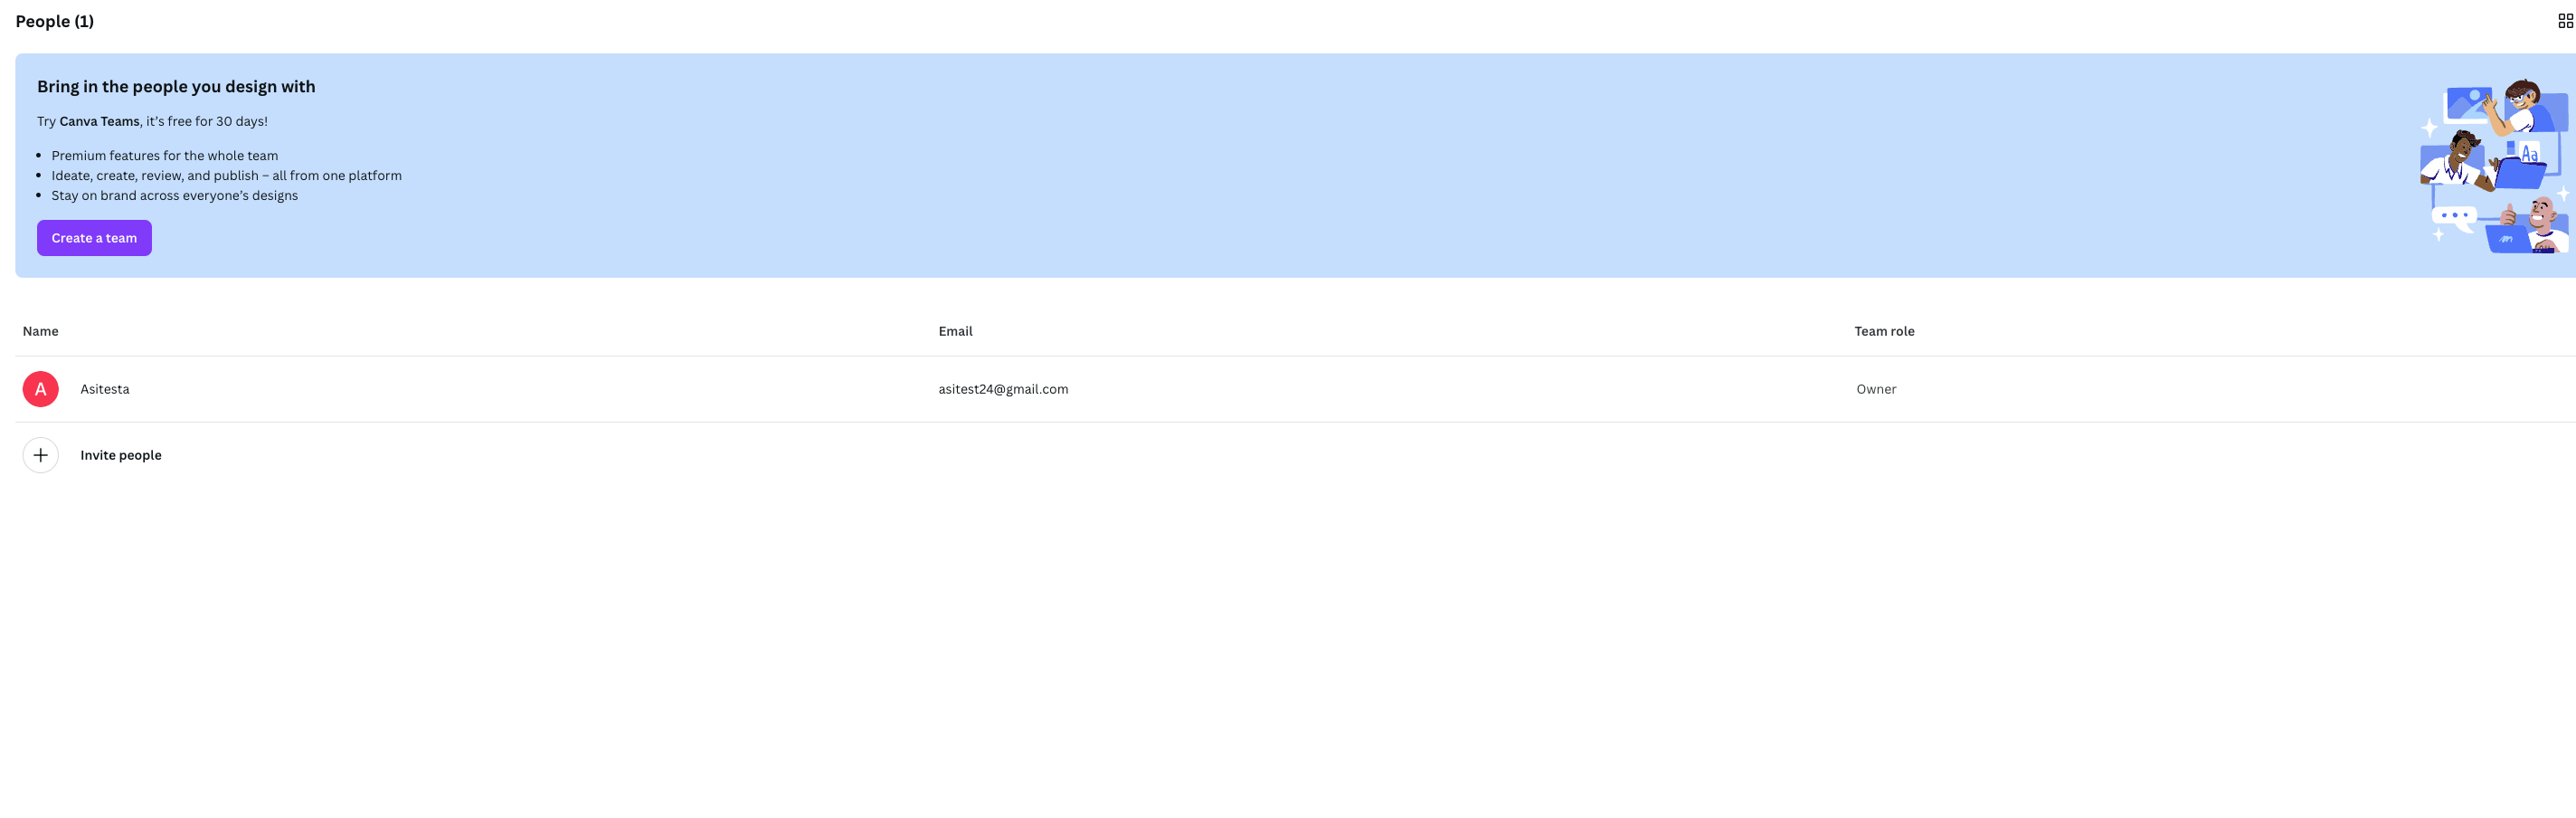 People (1)
Bring in the people you design with
Try Canva Teams, it's free for 30 days!
Premium features for the whole team
Ideate, create, review, and publish – all from one platform
Stay on brand across everyone's designs
Aa
Create a team
Name Email Team role
A Asitesta asitest24@gmail.com Owner
Invite people